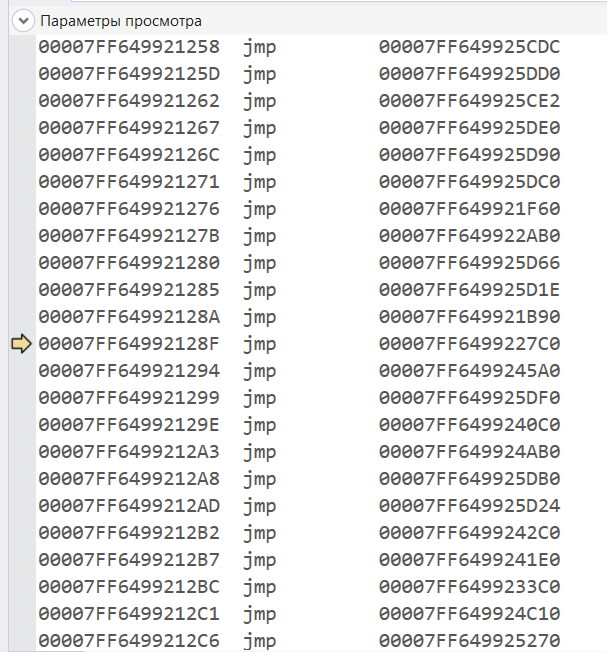 Параметры просмотра
00007FF649921258 jmp 00007FF649925CDC
00007FF64992125D jmp 00007FF649925DD0
00007FF649921262 jmp 00007FF649925CE2
00007FF649921267 jmp 00007FF649925DE0
00007FF64992126C jmp 00007FF649925D90
00007FF649921271 jmp 00007FF649925DC0
00007FF649921276 jmp 00007FF649921F60
00007FF64992127B jmp 00007FF649922AB0
00007FF649921280 jmp 00007FF649925D66
00007FF649921285 jmp 00007FF649925D1E
00007FF64992128A jmp 00007FF649921B90
00007FF64992128F jmp 00007FF6499227C0
00007FF649921294 jmp 00007FF6499245A0
00007FF649921299 jmp 00007FF649925DF0
00007FF64992129E jmp 00007FF6499240C0
00007FF6499212A3 jmp 00007FF649924AB0
00007FF6499212A8 jmp 00007FF649925DB0
00007FF6499212AD jmp 00007FF649925D24
00007FF6499212B2 jmp 00007FF6499242C0
00007FF6499212B7 jmp 00007FF6499241E0
00007FF6499212BC jmp 00007FF6499233C0
00007FF6499212C1 jmp 00007FF649924C10
00007FF6499212C6 jmp 00007FF649925270